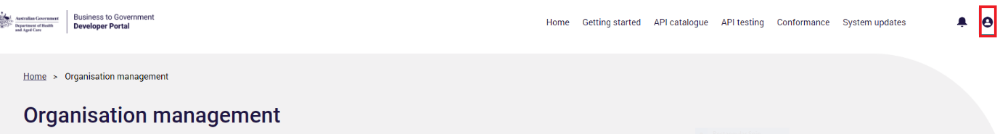 Australian Government
Department of Health
and Aged Care
Business to Government
Developer Portal
Home Getting started API catalogue API testing Conformance System updates
Home > Organisation management
Organisation management